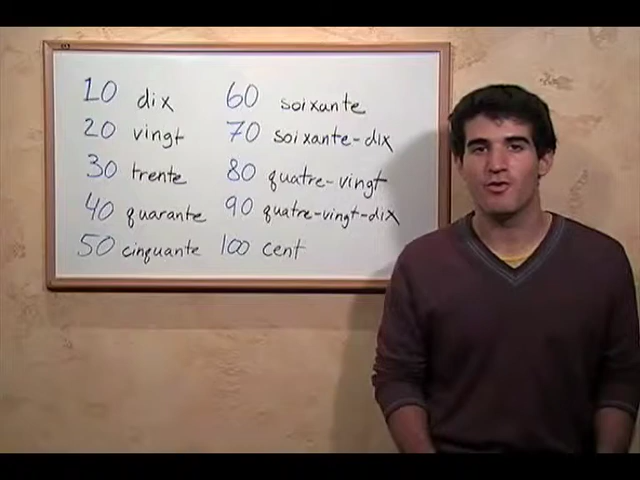 10 dix
20 vingt
30 trente
40 quarante
50 cinquante
60 soixante
70 soixante-dix
80 quatre-vingt
90 quatre-vingt-dix
100 cent